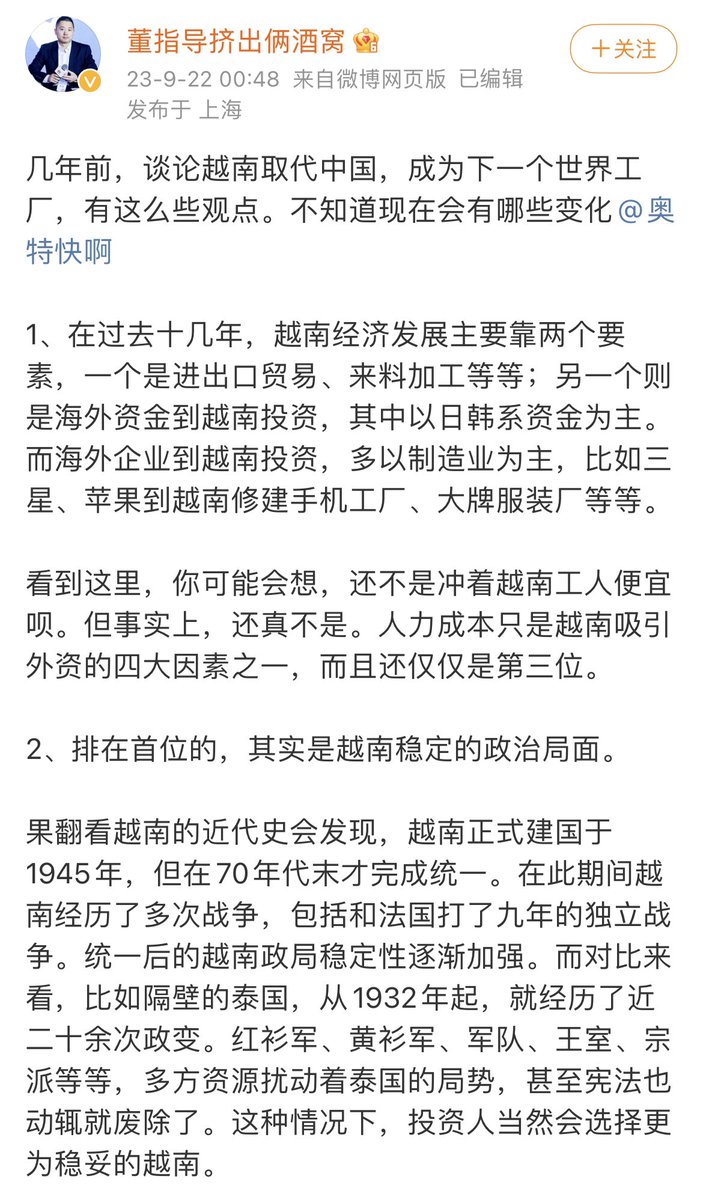 董指导挤出俩酒窝
+关注
23-9-22 00:48 来自微博网页版 已编辑
发布于 上海
几年前，谈论越南取代中国，成为下一个世界工
厂，有这么些观点。不知道现在会有哪些变化@奥
特快啊
1、在过去十几年，越南经济发展主要靠两个要
素，一个是进出口贸易、来料加工等等；另一个则
是海外资金到越南投资，其中以日韩系资金为主。
而海外企业到越南投资，多以制造业为主，比如三
星、苹果到越南修建手机工厂、大牌服装厂等等。
看到这里，你可能会想，还不是冲着越南工人便宜
呗。但事实上，还真不是。人力成本只是越南吸引
外资的四大因素之一，而且还仅仅是第三位。
2、排在首位的，其实是越南稳定的政治局面。
果翻看越南的近代史会发现，越南正式建国于
1945年，但在70年代末才完成统一。在此期间越
南经历了多次战争，包括和法国打了九年的独立战
争。统一后的越南政局稳定性逐渐加强。而对比来
看，比如隔壁的泰国，从1932年起，就经历了近
二十余次政变。红衫军、黄衫军、军队、王室、宗
派等等，多方资源扰动着泰国的局势，甚至宪法也
动辄就废除了。这种情况下，投资人当然会选择更
为稳妥的越南。